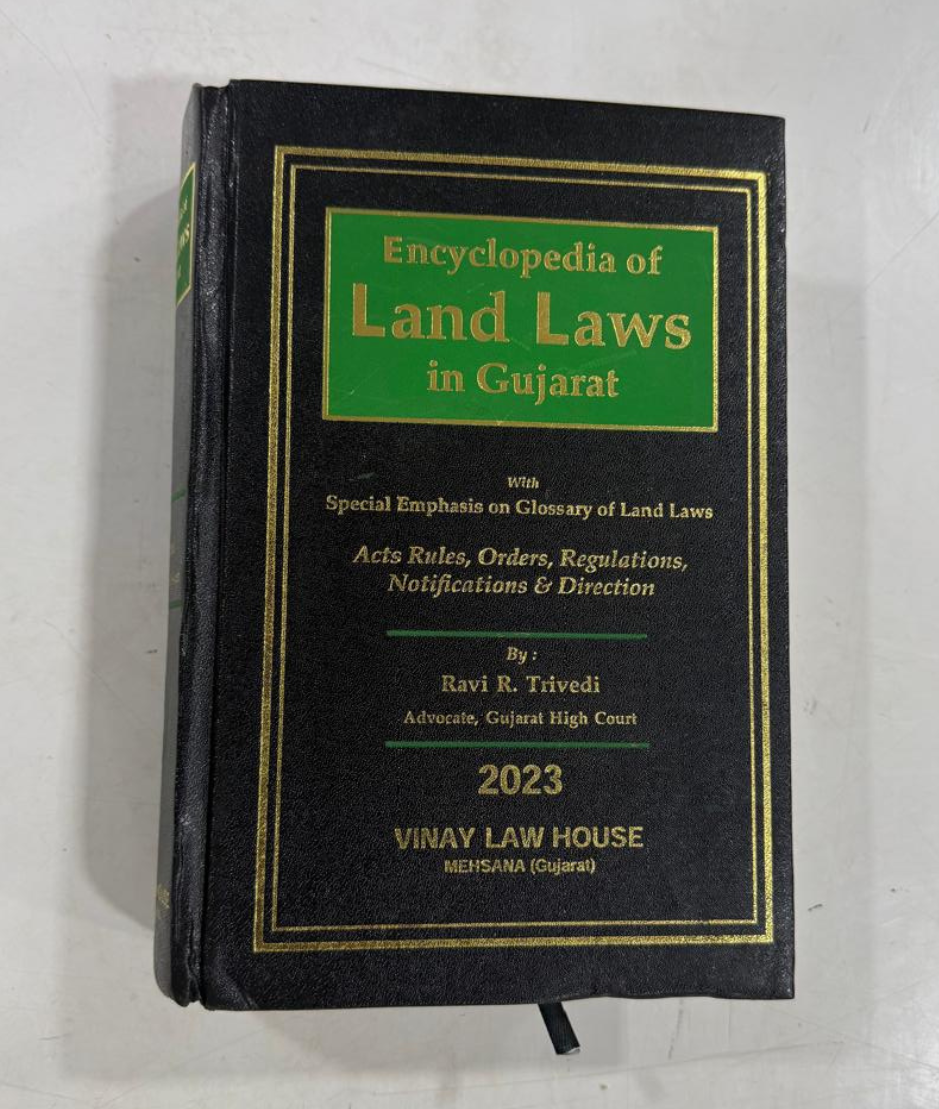 Encyclopedia of
Land Laws
in Gujarat
With
Special Emphasis on Glossary of Land Laws
Acts Rules, Orders, Regulations,
Notifications & Direction
By :
Ravi R. Trivedi
Advocate, Gujarat High Court
2023
VINAY LAW HOUSE
MEHSANA (Gujarat)